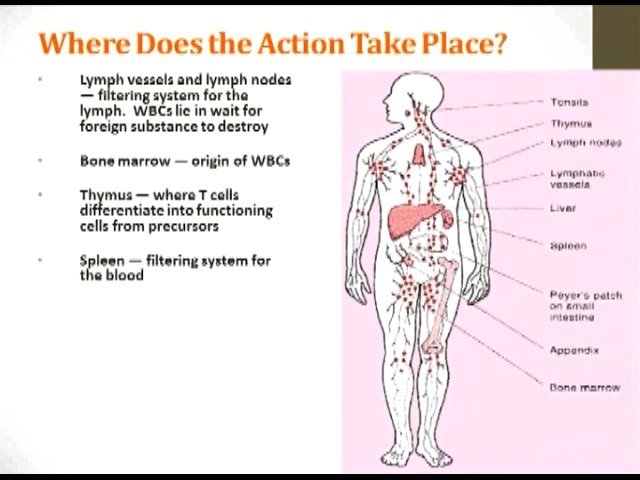 Where Does the Action Take Place?
• Lymph vessels and lymph nodes
— filtering system for the
lymph. WBCs lie in wait for
foreign substance to destroy
• Bone marrow — origin of WBCs
• Thymus — where T cells
differentiate into functioning
cells from precursors
• Spleen — filtering system for
the blood
Tonsils
Thymus
Lymph nodes
Lymphatic
vessels
Liver
Spleen
Peyer's patch
on small
intestine
Appendix
Bone marrow